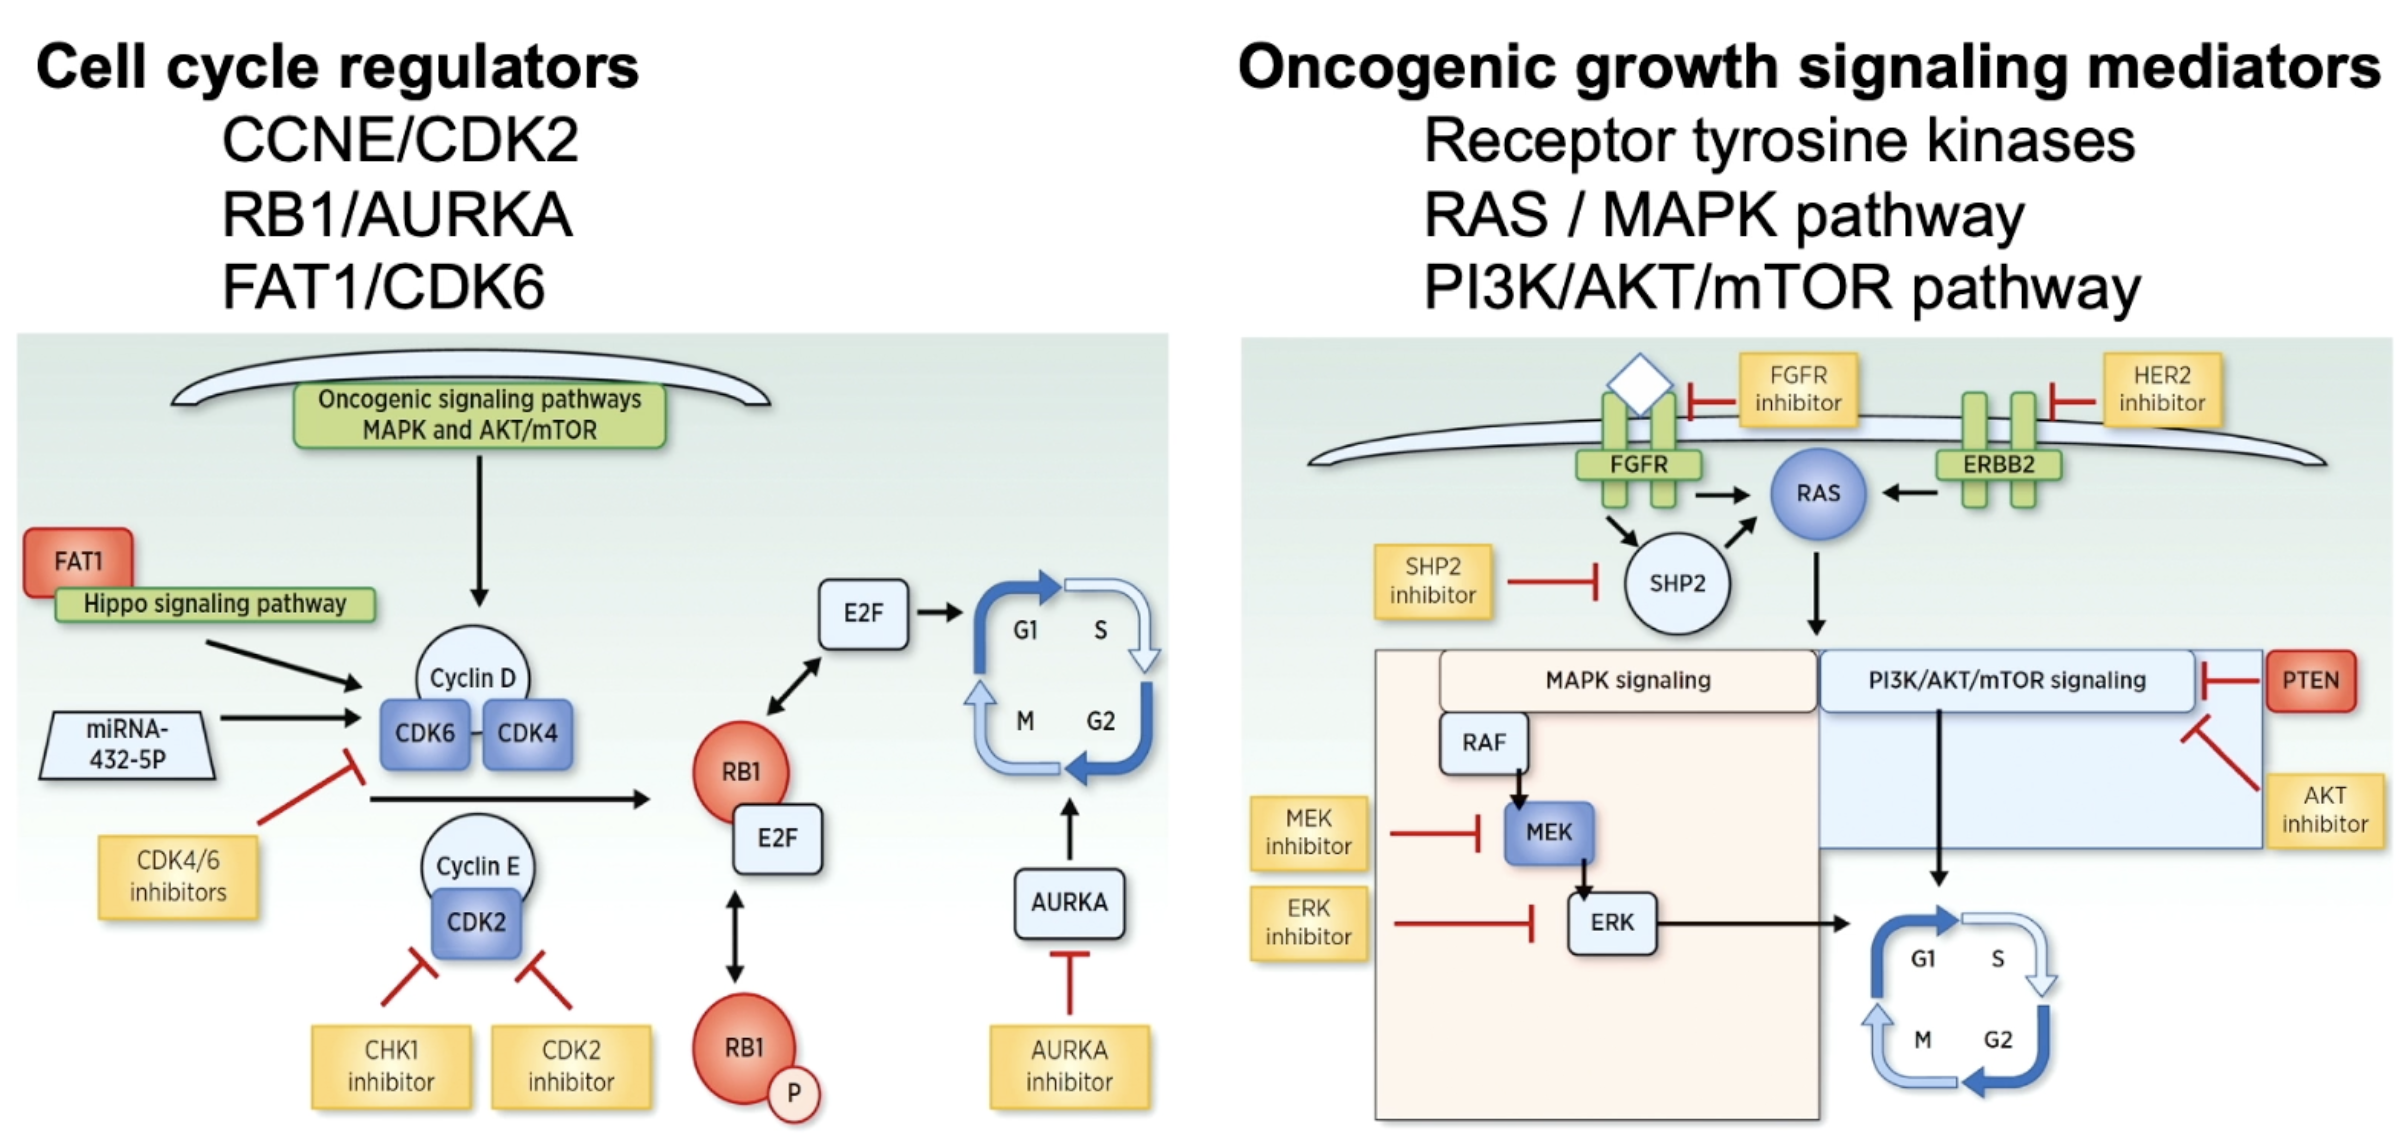 Cell cycle regulators
CCNE/CDK2
RB1/AURKA
FAT1/CDK6
Oncogenic signaling pathways
MAPK and AKT/mTOR
FAT1
Hippo signaling pathway
miRNA-
432-5P
Cyclin D
CDK6
CDK4
CDK4/6
inhibitors
Cyclin E
CDK2
CHK1
inhibitor
CDK2
inhibitor
E2F
RB1
E2F
RB1
P
G1
S
M
G2
AURKA
AURKA
inhibitor
Oncogenic growth signaling mediators
Receptor tyrosine kinases
RAS / MAPK pathway
PI3K/AKT/mTOR pathway
FGFR
inhibitor
HER2
inhibitor
FGFR
RAS
ERBB2
SHP2
inhibitor
SHP2
MAPK signaling
PI3K/AKT/mTOR signaling
PTEN
RAF
MEK
inhibitor
MEK
AKT
inhibitor
ERK
inhibitor
ERK
G1
S
M
G2